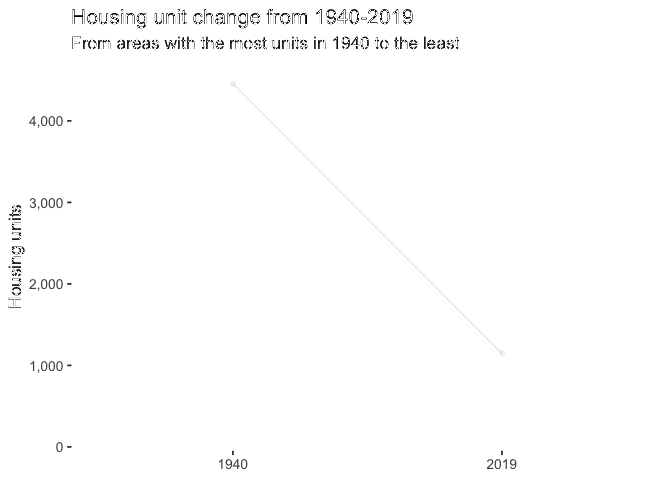 Housing unit change from 1940-2019
From areas with the most units in 1940 to the least
Housing units
4,000
3,000
2,000
1,000
0
1940
2019